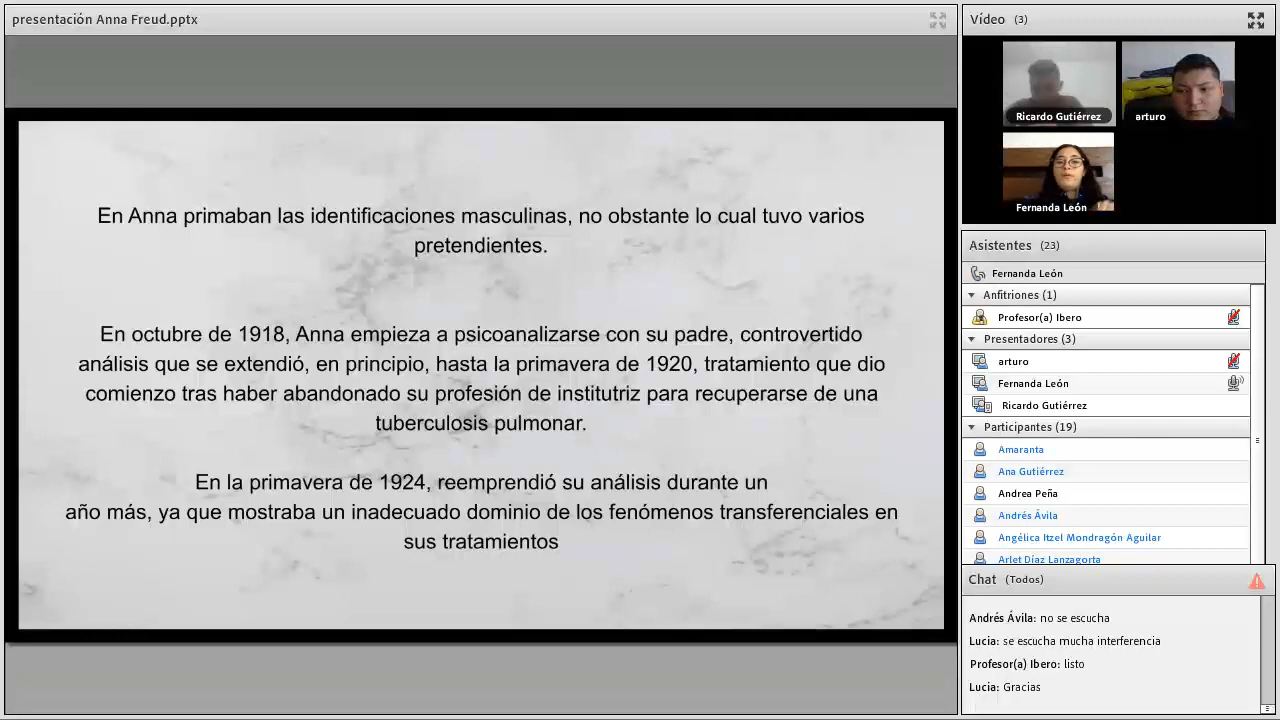 presentación Anna Freud.pptx
En Anna primaban las identificaciones masculinas, no obstante lo cual tuvo varios
pretendientes.
En octubre de 1918, Anna empieza a psicoanalizarse con su padre, controvertido
análisis que se extendió, en principio, hasta la primavera de 1920, tratamiento que dio
comienzo tras haber abandonado su profesión de institutriz para recuperarse de una
tuberculosis pulmonar.
En la primavera de 1924, reemprendió su análisis durante un
año más, ya que mostraba un inadecuado dominio de los fenómenos transferenciales en
sus tratamientos
Vídeo (3)
Ricardo Gutiérrez
arturo
Fernanda León
Asistentes (23)
Fernanda León
Anfitriones (1)
Profesor(a) Ibero
Presentadores (3)
arturo
Fernanda León
Ricardo Gutiérrez
Participantes (19)
Amaranta
Ana Gutiérrez
Andrea Peña
Andrés Ávila
Angélica Itzel Mondragón Aguilar
Arlet Díaz Lanzagorta
Chat (Todos)
Andrés Ávila: no se escucha
Lucia: se escucha mucha interferencia
Profesor(a) Ibero: listo
Lucia: Gracias